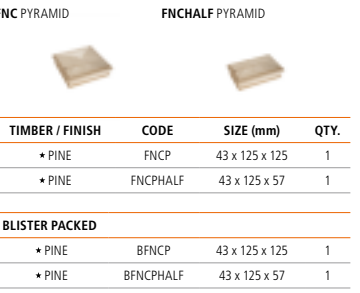 FNC PYRAMID FNCHALF PYRAMID
TIMBER / FINISH CODE SIZE (mm) QTY.
★ PINE FNCP 43 x 125 x 125 1
★ PINE FNCPHALF 43 x 125 x 57 1
BLISTER PACKED
★ PINE BFNCP 43 x 125 x 125 1
★ PINE BFNCPHALF 43 x 125 x 57 1